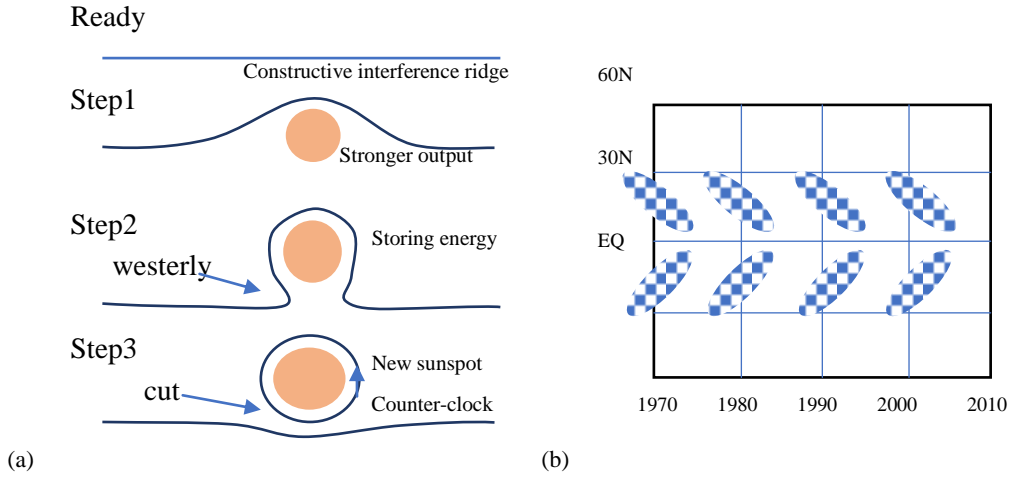 Ready
Constructive interference ridge
Step1
Stronger output
Step2
Storing energy
westerly
Step3
New sunspot
cut
Counter-clock
(a)
60N
30N
EQ
1970 1980 1990 2000 2010
(b)